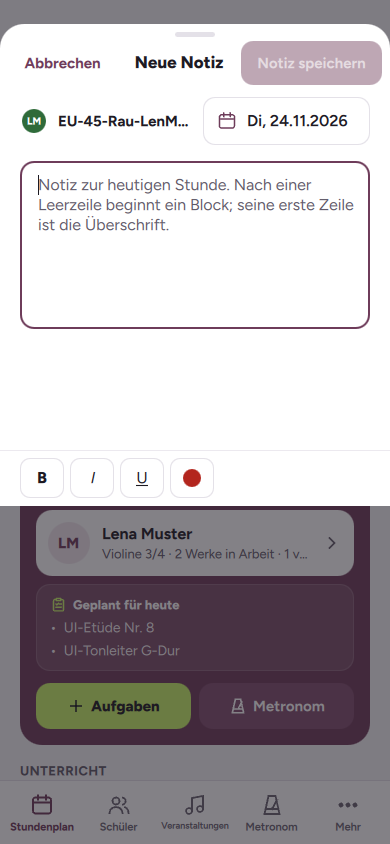 Abbrechen Neue Notiz Notiz speichern
LM EU-45-Rau-LenM... Di, 24.11.2026
Notiz zur heutigen Stunde. Nach einer
Leerzeile beginnt ein Block; seine erste Zeile
ist die Überschrift.
B I U
LM Lena Muster
Violine 3/4 · 2 Werke in Arbeit · 1 v...
Geplant für heute
• UI-Etüde Nr. 8
• UI-Tonleiter G-Dur
+ Aufgaben Metronom
UNTERRICHT
Stundenplan Schüler Veranstaltungen Metronom Mehr